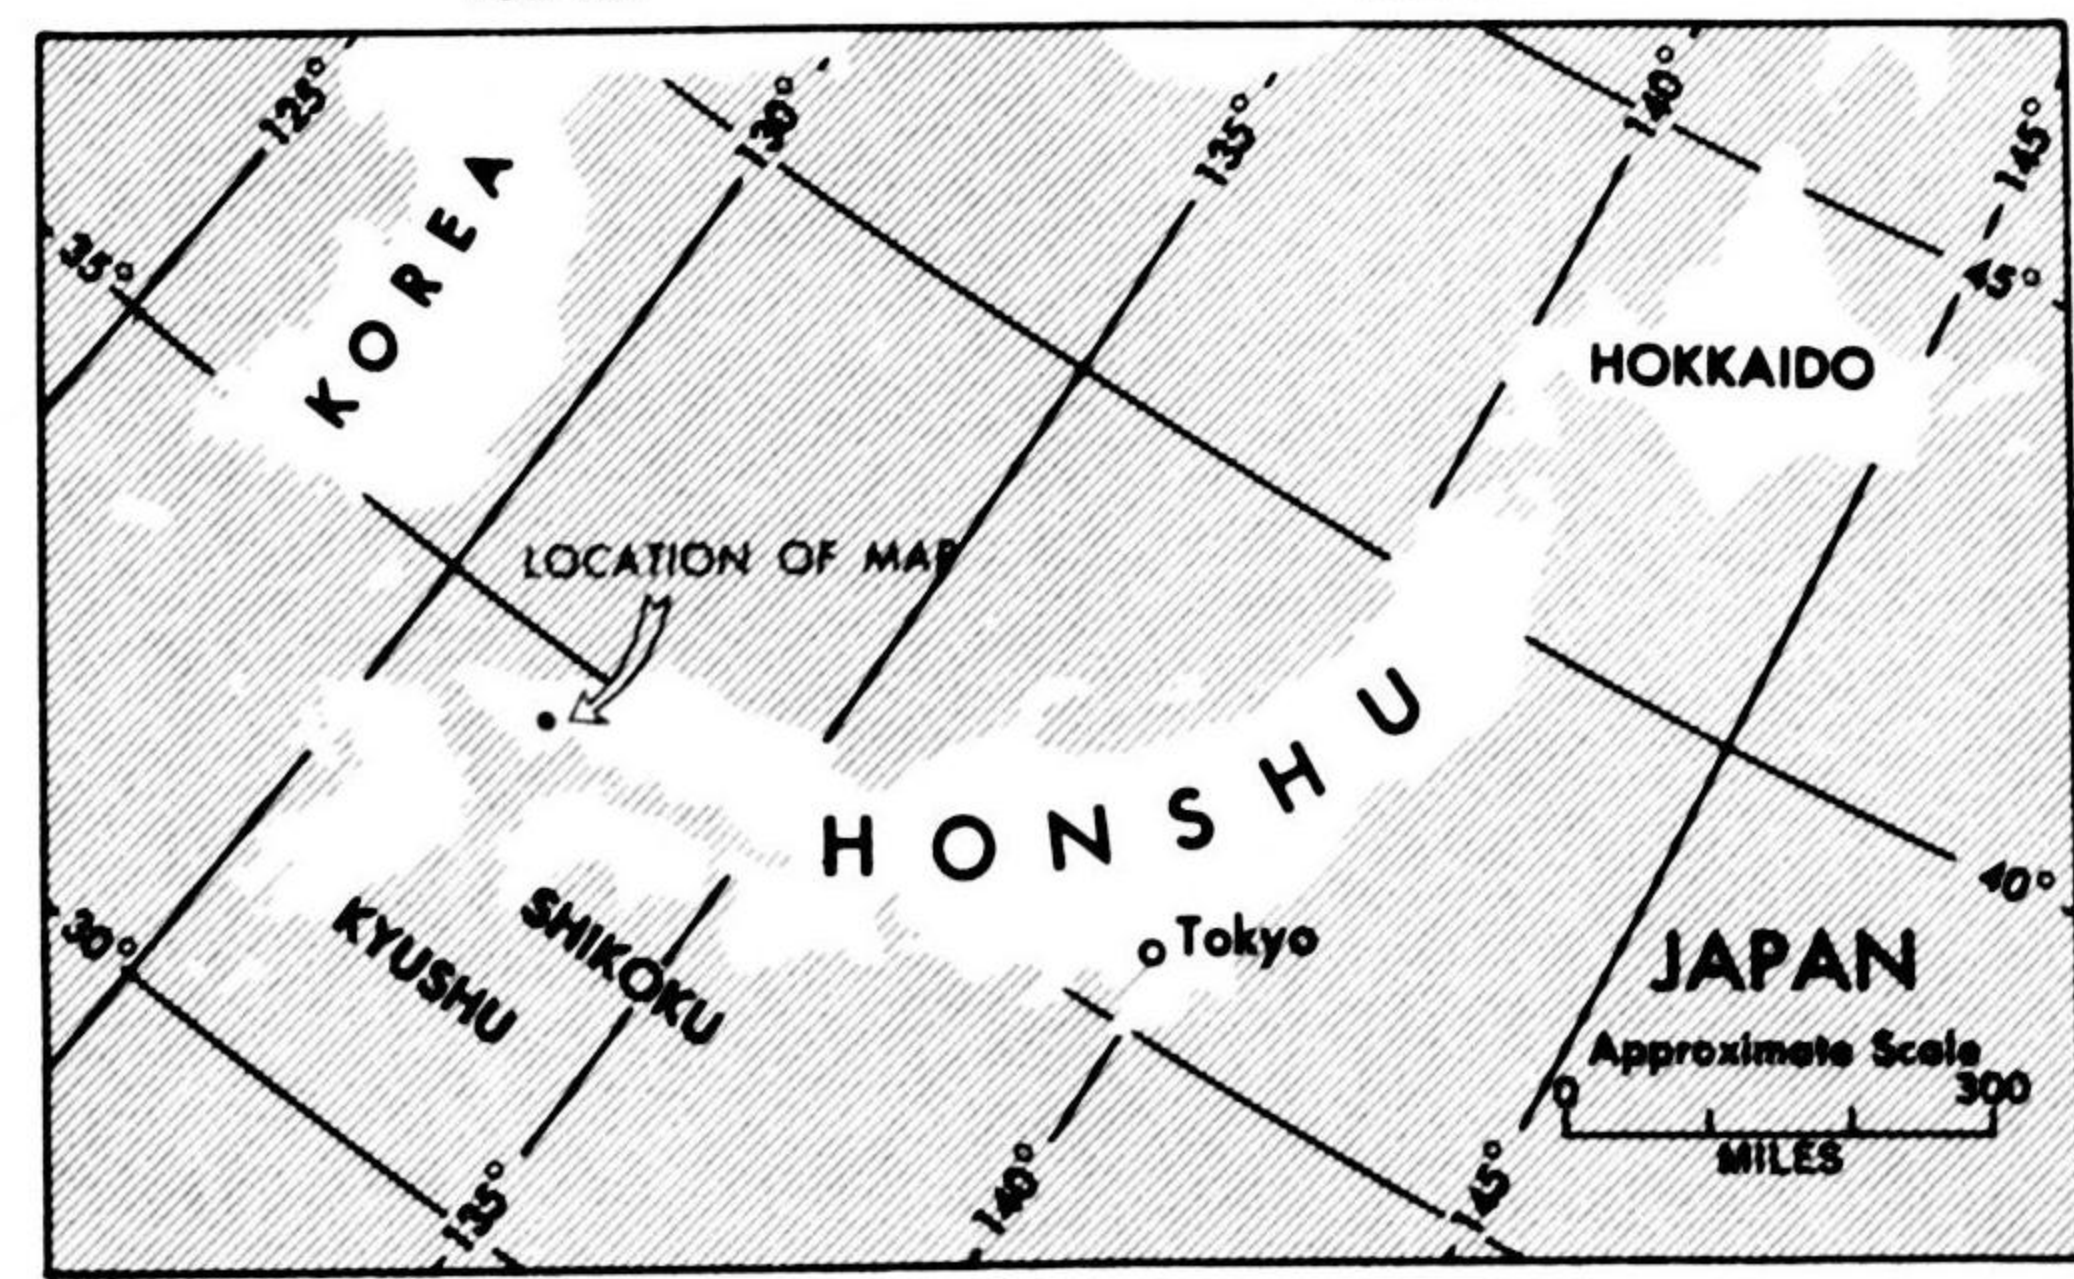 125°
130°
135°
140°
145°
35°
KOREA
45°
HOKKAIDO
LOCATION OF MAP
HONSHU
40°
KYUSHU
SHIKOKU
Tokyo
30°
JAPAN
Approximate Scale
0 300
MILES
135°
140°
145°